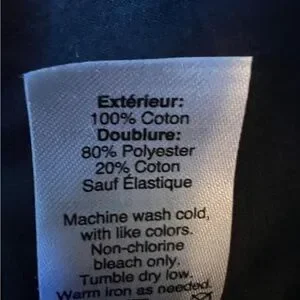 Extérieur:
100% Coton
Doublure:
80% Polyester
20% Coton
Sauf Élastique
Machine wash cold,
with like colors.
Non-chlorine
bleach only.
Tumble dry low.
Warm iron as needed.